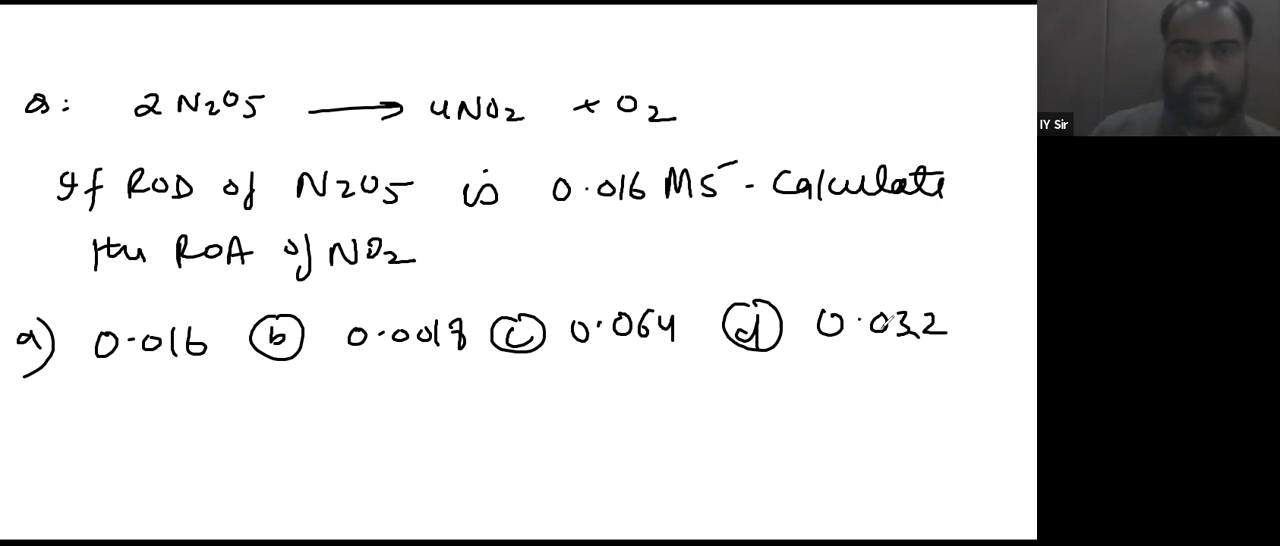 Q: 2N2O5 ⟶ 4NO2 + O2
If ROD of N2O5 is 0.016 MS⁻ - Calculate
the ROA of NO2
a) 0.016 (b) 0.0018 (c) 0.064 (d) 0.032
IY Sir